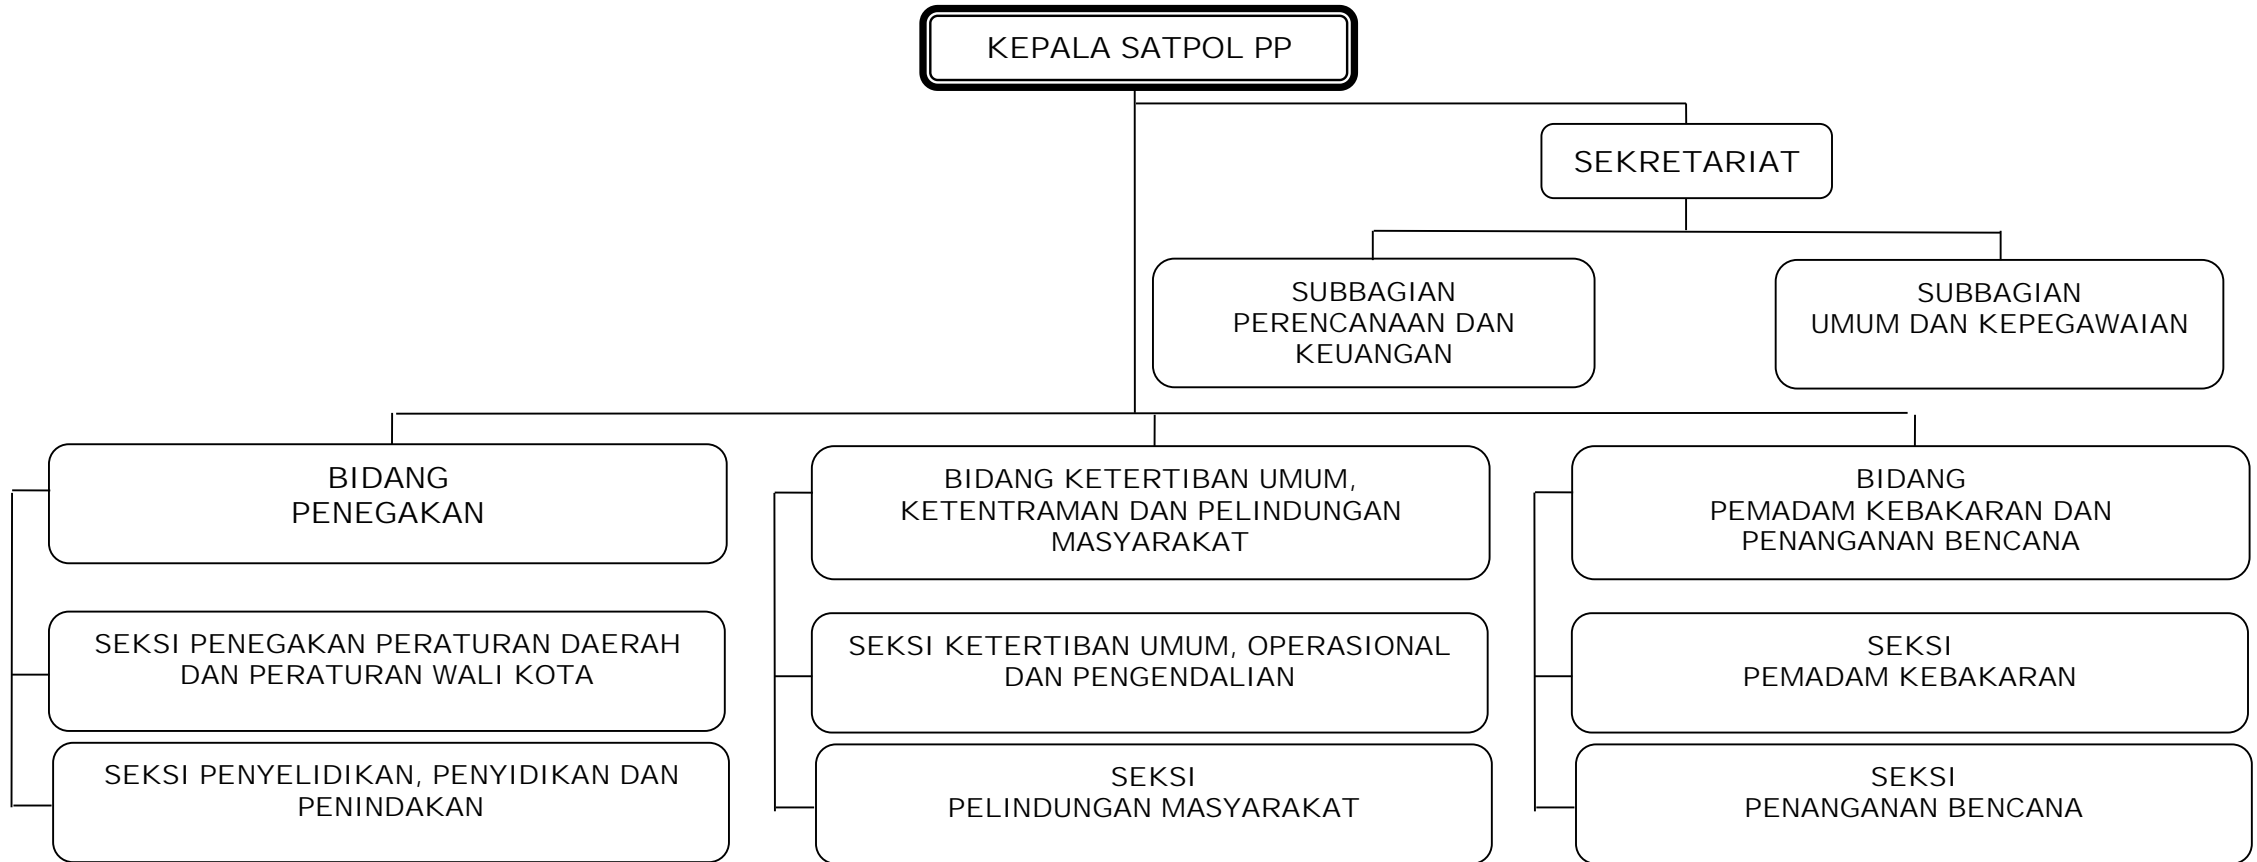 KEPALA SATPOL PP
SEKRETARIAT
SUBBAGIAN
PERENCANAAN DAN
KEUANGAN
SUBBAGIAN
UMUM DAN KEPEGAWAIAN
BIDANG
PENEGAKAN
BIDANG KETERTIBAN UMUM,
KETENTRAMAN DAN PELINDUNGAN
MASYARAKAT
BIDANG
PEMADAM KEBAKARAN DAN
PENANGANAN BENCANA
SEKSI PENEGAKAN PERATURAN DAERAH
DAN PERATURAN WALI KOTA
SEKSI KETERTIBAN UMUM, OPERASIONAL
DAN PENGENDALIAN
SEKSI
PEMADAM KEBAKARAN
SEKSI PENYELIDIKAN, PENYIDIKAN DAN
PENINDAKAN
SEKSI
PELINDUNGAN MASYARAKAT
SEKSI
PENANGANAN BENCANA